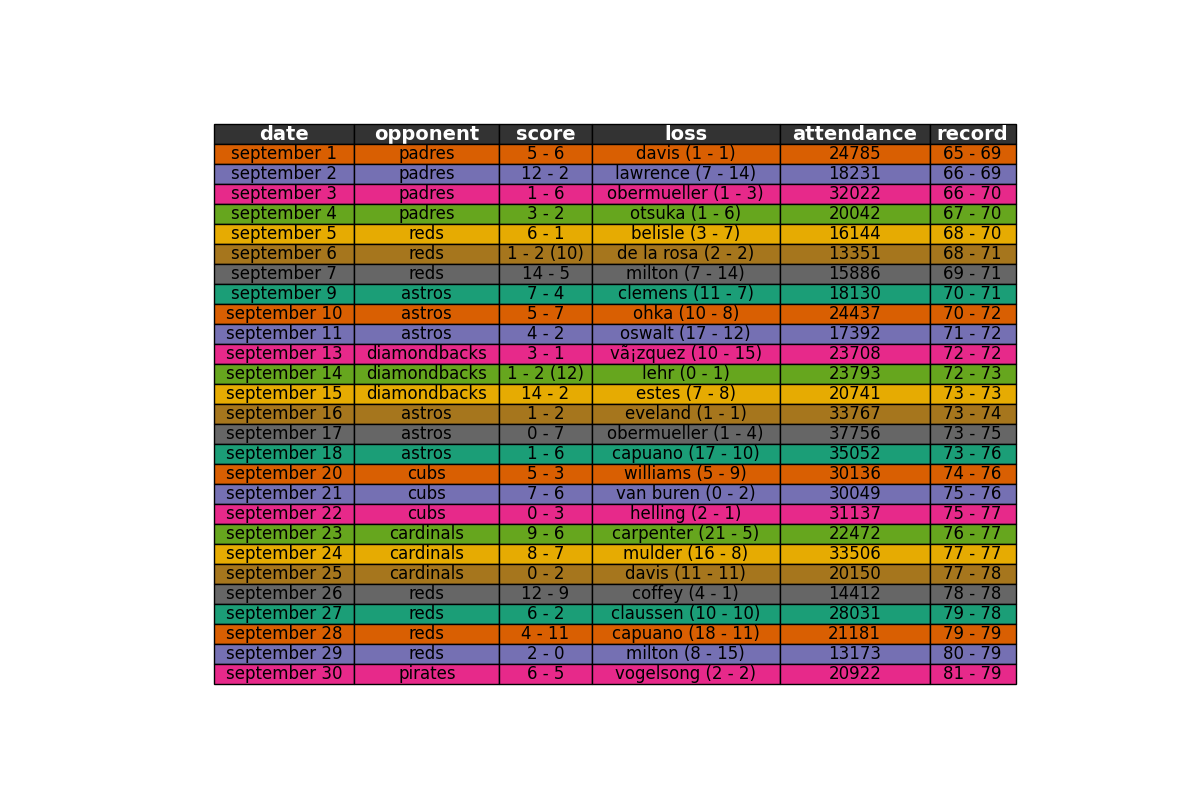 date opponent score loss attendance record
september 1 padres 5 - 6 davis (1 - 1) 24785 65 - 69
september 2 padres 12 - 2 lawrence (7 - 14) 18231 66 - 69
september 3 padres 1 - 6 obermueller (1 - 3) 32022 66 - 70
september 4 padres 3 - 2 otsuka (1 - 6) 20042 67 - 70
september 5 reds 6 - 1 belisle (3 - 7) 16144 68 - 70
september 6 reds 1 - 2 (10) de la rosa (2 - 2) 13351 68 - 71
september 7 reds 14 - 5 milton (7 - 14) 15886 69 - 71
september 9 astros 7 - 4 clemens (11 - 7) 18130 70 - 71
september 10 astros 5 - 7 ohka (10 - 8) 24437 70 - 72
september 11 astros 4 - 2 oswalt (17 - 12) 17392 71 - 72
september 13 diamondbacks 3 - 1 vã¡zquez (10 - 15) 23708 72 - 72
september 14 diamondbacks 1 - 2 (12) lehr (0 - 1) 23793 72 - 73
september 15 diamondbacks 14 - 2 estes (7 - 8) 20741 73 - 73
september 16 astros 1 - 2 eveland (1 - 1) 33767 73 - 74
september 17 astros 0 - 7 obermueller (1 - 4) 37756 73 - 75
september 18 astros 1 - 6 capuano (17 - 10) 35052 73 - 76
september 20 cubs 5 - 3 williams (5 - 9) 30136 74 - 76
september 21 cubs 7 - 6 van buren (0 - 2) 30049 75 - 76
september 22 cubs 0 - 3 helling (2 - 1) 31137 75 - 77
september 23 cardinals 9 - 6 carpenter (21 - 5) 22472 76 - 77
september 24 cardinals 8 - 7 mulder (16 - 8) 33506 77 - 77
september 25 cardinals 0 - 2 davis (11 - 11) 20150 77 - 78
september 26 reds 12 - 9 coffey (4 - 1) 14412 78 - 78
september 27 reds 6 - 2 claussen (10 - 10) 28031 79 - 78
september 28 reds 4 - 11 capuano (18 - 11) 21181 79 - 79
september 29 reds 2 - 0 milton (8 - 15) 13173 80 - 79
september 30 pirates 6 - 5 vogelsong (2 - 2) 20922 81 - 79